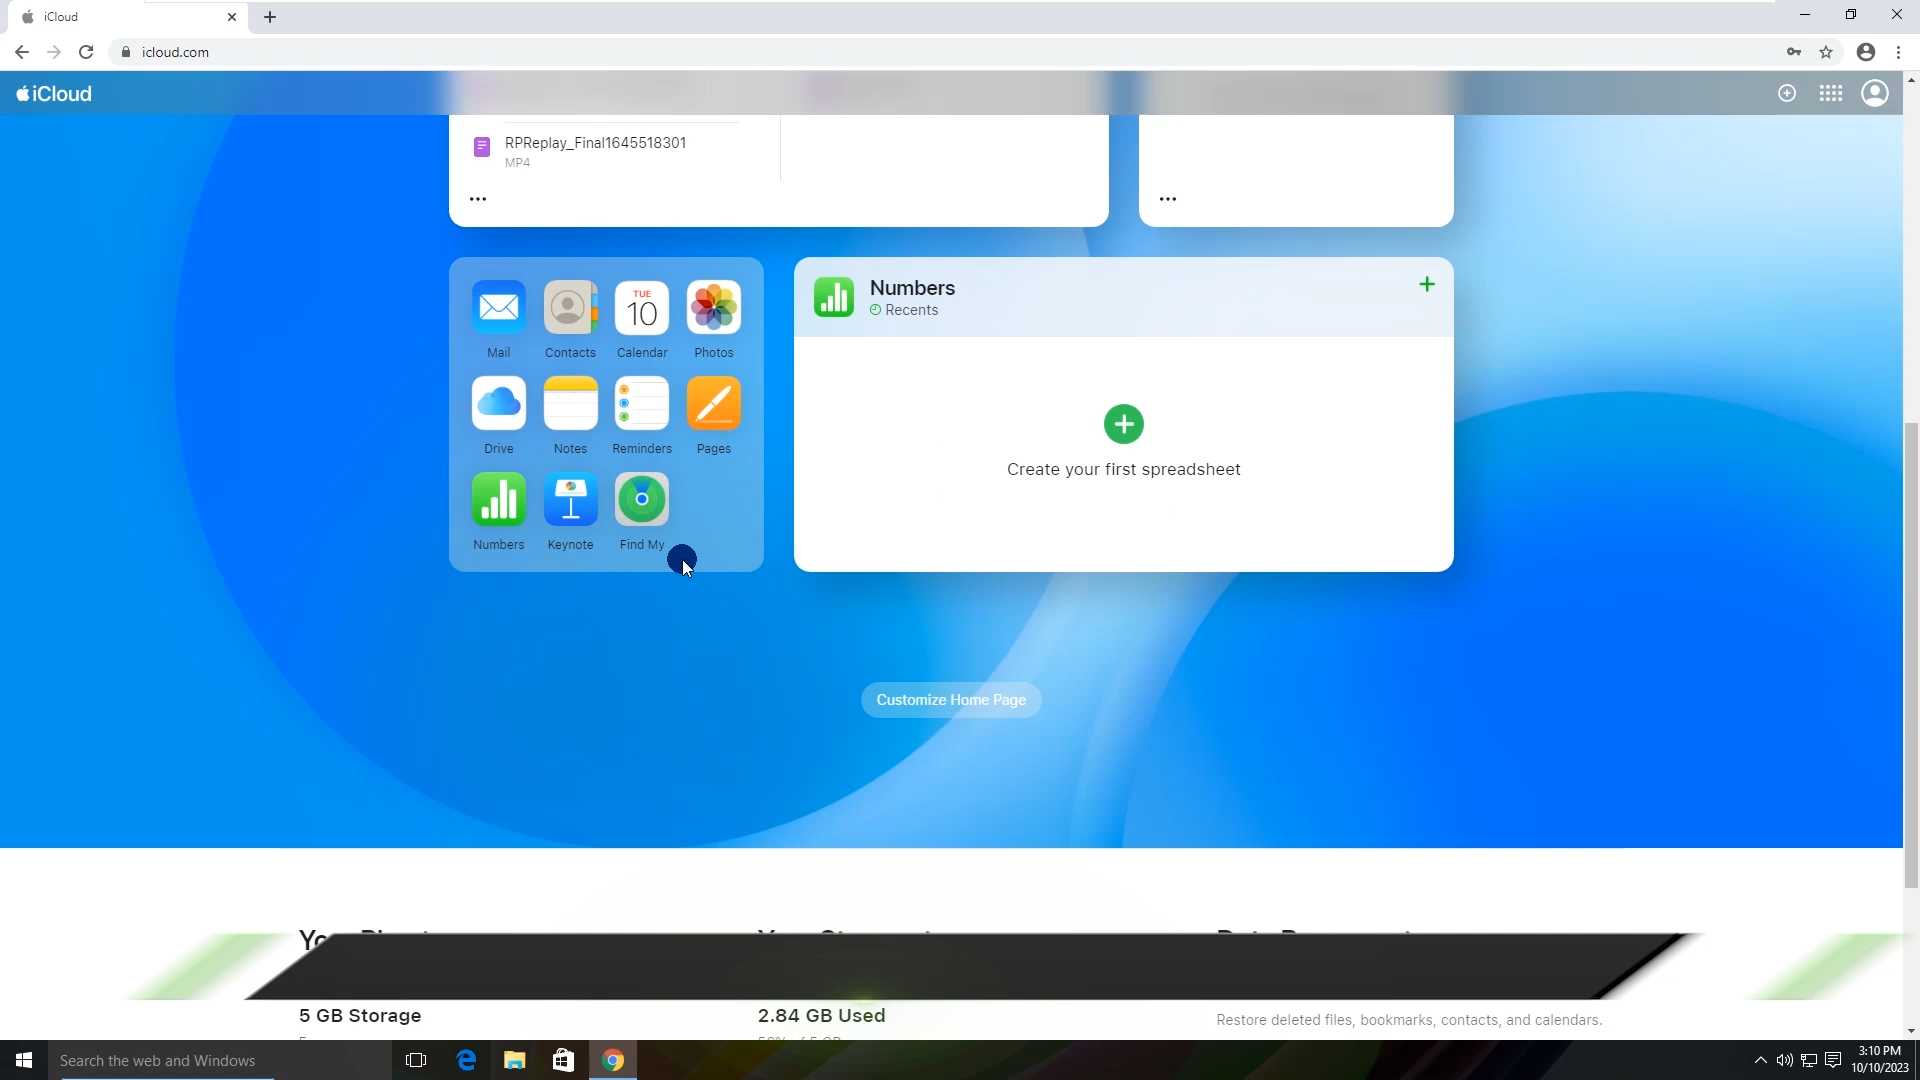 iCloud
icloud.com
iCloud
RPReplay_Final1645518301
MP4
Numbers
Recents
TUE
10
Mail Contacts Calendar Photos
Create your first spreadsheet
Drive Notes Reminders Pages
Numbers Keynote Find My
Customize Home Page
5 GB Storage
2.84 GB Used
Restore deleted files, bookmarks, contacts, and calendars.
Search the web and Windows
3:10 PM
10/10/2023